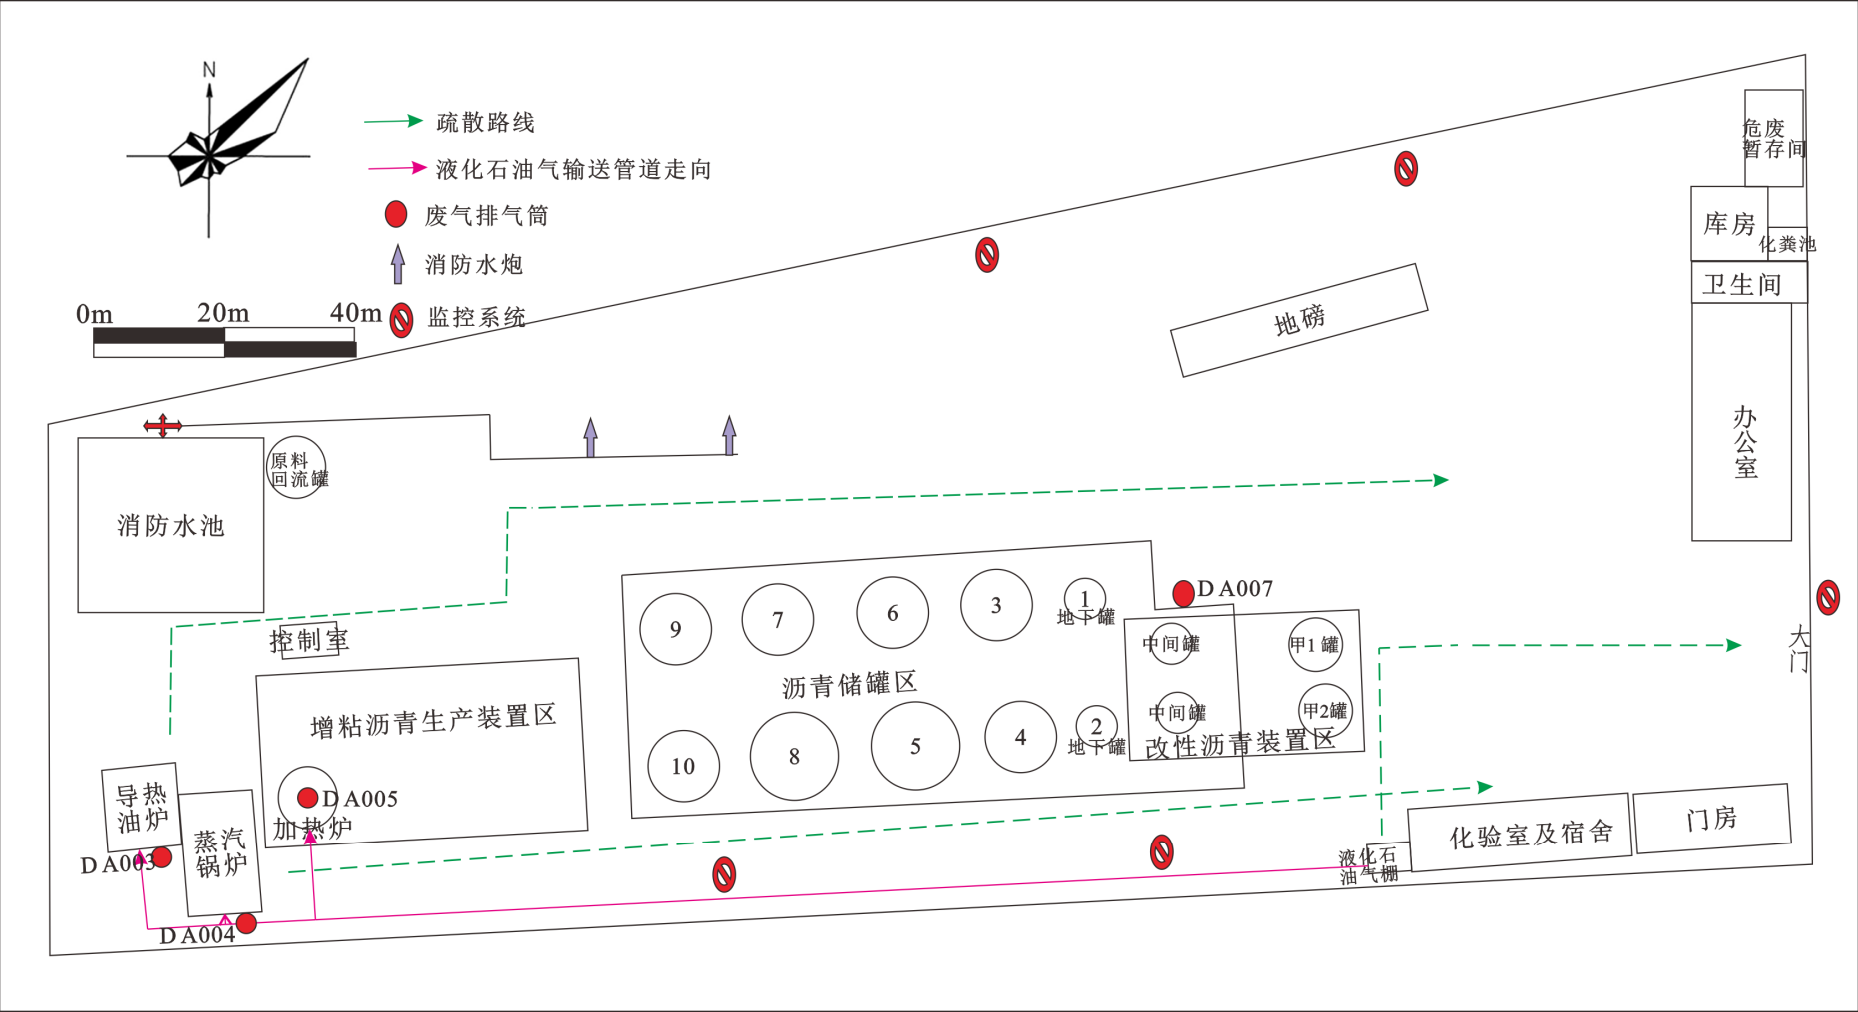 N
疏散路线
液化石油气输送管道走向
废气排气筒
消防水炮
监控系统
0m 20m 40m
危废
暂存间
库房
化粪池
卫生间
地磅
办
公
室
原料
回流罐
消防水池
控制室
增粘沥青生产装置区
导热
油炉
DA003
蒸汽
锅炉
DA004
DA005
加热炉
9
7
6
3
1
地下罐
沥青储罐区
10
8
5
4
2
地下罐
DA007
中间罐
甲1罐
中间罐
甲2罐
改性沥青装置区
大
门
液化石
油气棚
化验室及宿舍
门房